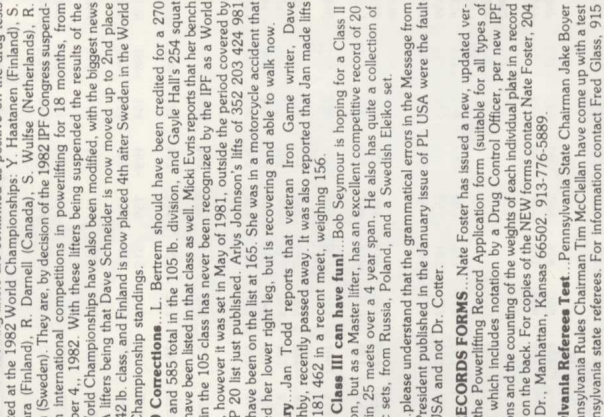 ed at the 1982 World Championships: Y. Haatanen (Finland), S.
ra (Finland), R. Darnell (Canada), S. Wulfse (Netherlands), R.
(Sweden). They are, by decision of the 1982 IPF Congress suspend-
n international competitions in powerlifting for 18 months, from
per 4,, 1982. With these lifters being suspended the results of the
orld Championships have also been modified, with the biggest news
A lifters being that Dave Schneider is now moved up to 2nd place
42 lb. class, and Finland is now placed 4th after Sweden in the World
hampionship standings.
0 Corrections...L. Bertrem should have been credited for a 270
and 585 total in the 105 lb. division, and Gayle Hall's 254 squat
have been listed in that class as well. Micki Evris reports that her bench
in the 105 class has never been recognized by the IPF as a World
, however it was set in May of 1981, outside the period covered by
P 20 list just published. Arlys Johnson's lifts of 352 203 424 981
have been on the list at 165. She was in a motorcycle accident that
d her lower right leg, but is recovering and able to walk now.
ry...Jan Todd reports that veteran Iron Game writer, Dave
hby, recently passed away. It was also reported that Jan made lifts
181 462 in a recent meet, weighing 156.
Class III can have fun!...Bob Seymour is hoping for a Class II
on, but as a Master lifter, has an excellent competitive record of 20
n 25 meets over a 4 year span. He also has quite a collection of
sets, from Russia, Poland, and a Swedish Eleiko set.
.please understand that the grammatical errors in the Message from
esident published in the January issue of PL USA were the fault
USA and not Dr. Cotter.
ECORDS FORMS...Nate Foster has issued a new, updated ver-
the Powerlifting Record Application form (suitable for all types of
which includes notation by a Drug Control Officer, per new IPF
s and the counting of the weights of each individual plate in a record
on the back. For copies of the NEW forms contact Nate Foster, 204
Dr., Manhattan, Kansas 66502. 913-776-5889.
vania Referees Test...Pennsylvania State Chairman Jake Boyer
nsylvania Rules Chairman Tim McClellan have come up with a test
nsylvania state referees. For information contact Fred Glass, 915